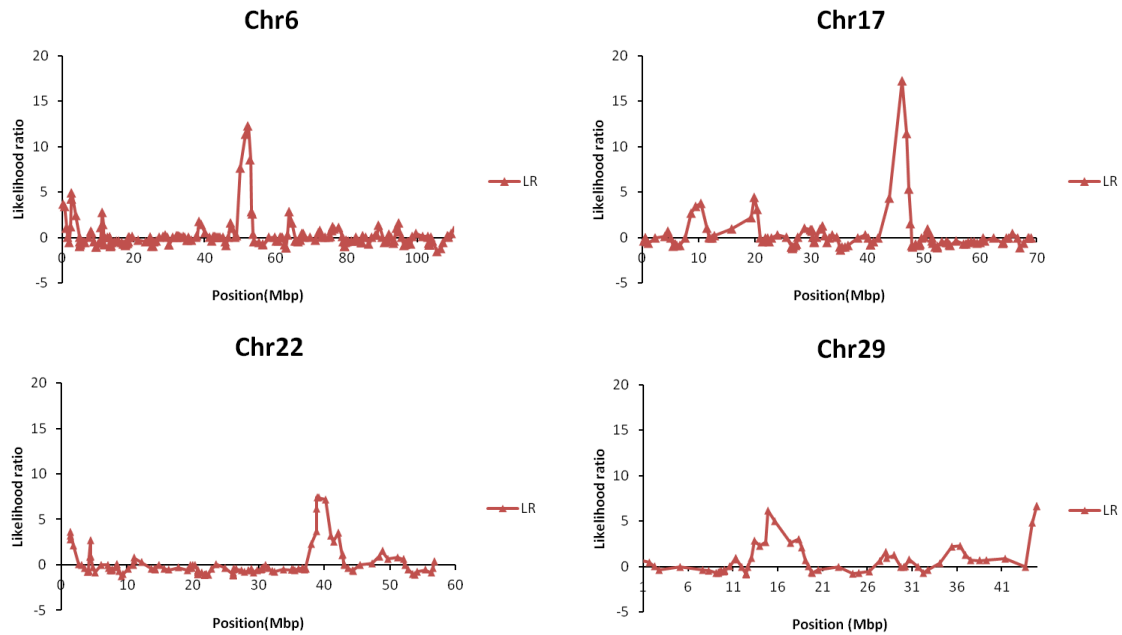 Chr6
20
15
10
5
0
-5
0 20 40 60 80 100
Likelihood ratio
Position(Mbp)
LR
Chr17
20
15
10
5
0
-5
0 10 20 30 40 50 60 70
Likelihood ratio
Position(Mbp)
LR
Chr22
20
15
10
5
0
-5
0 10 20 30 40 50 60
Likelihood ratio
Position(Mbp)
LR
Chr29
20
15
10
5
0
-5
1 6 11 16 21 26 31 36 41
Likelihood ratio
Position (Mbp)
LR